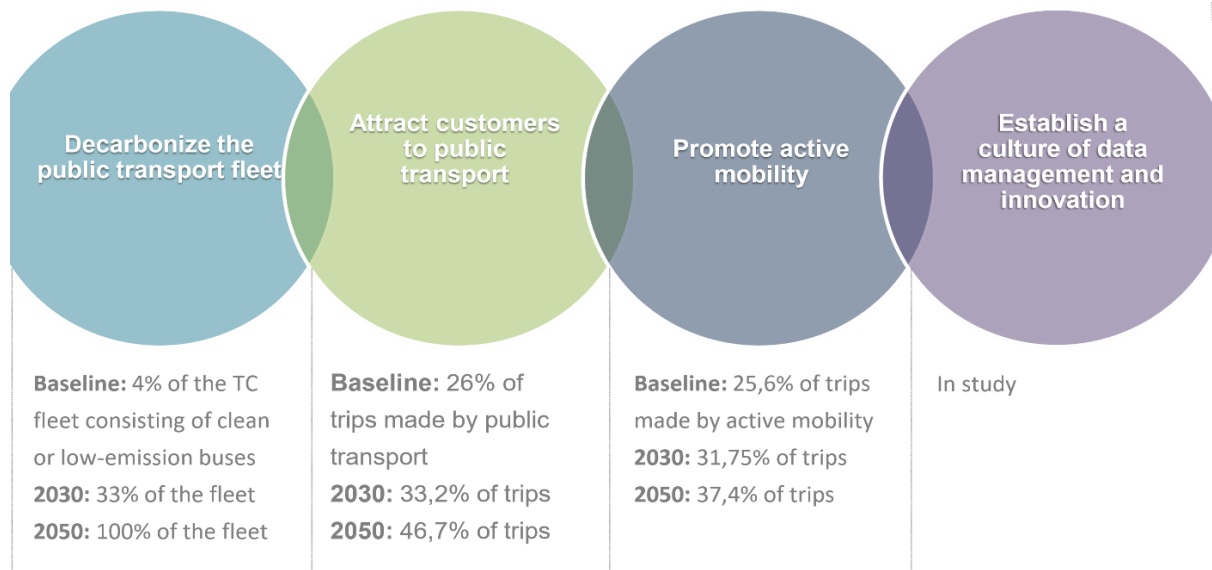 Decarbonize the
public transport fleet
Attract customers
to public
transport
Promote active
mobility
Establish a
culture of data
management and
innovation
Baseline: 4% of the TC
fleet consisting of clean
or low-emission buses
2030: 33% of the fleet
2050: 100% of the fleet
Baseline: 26% of
trips made by public
transport
2030: 33,2% of trips
2050: 46,7% of trips
Baseline: 25,6% of trips
made by active mobility
2030: 31,75% of trips
2050: 37,4% of trips
In study